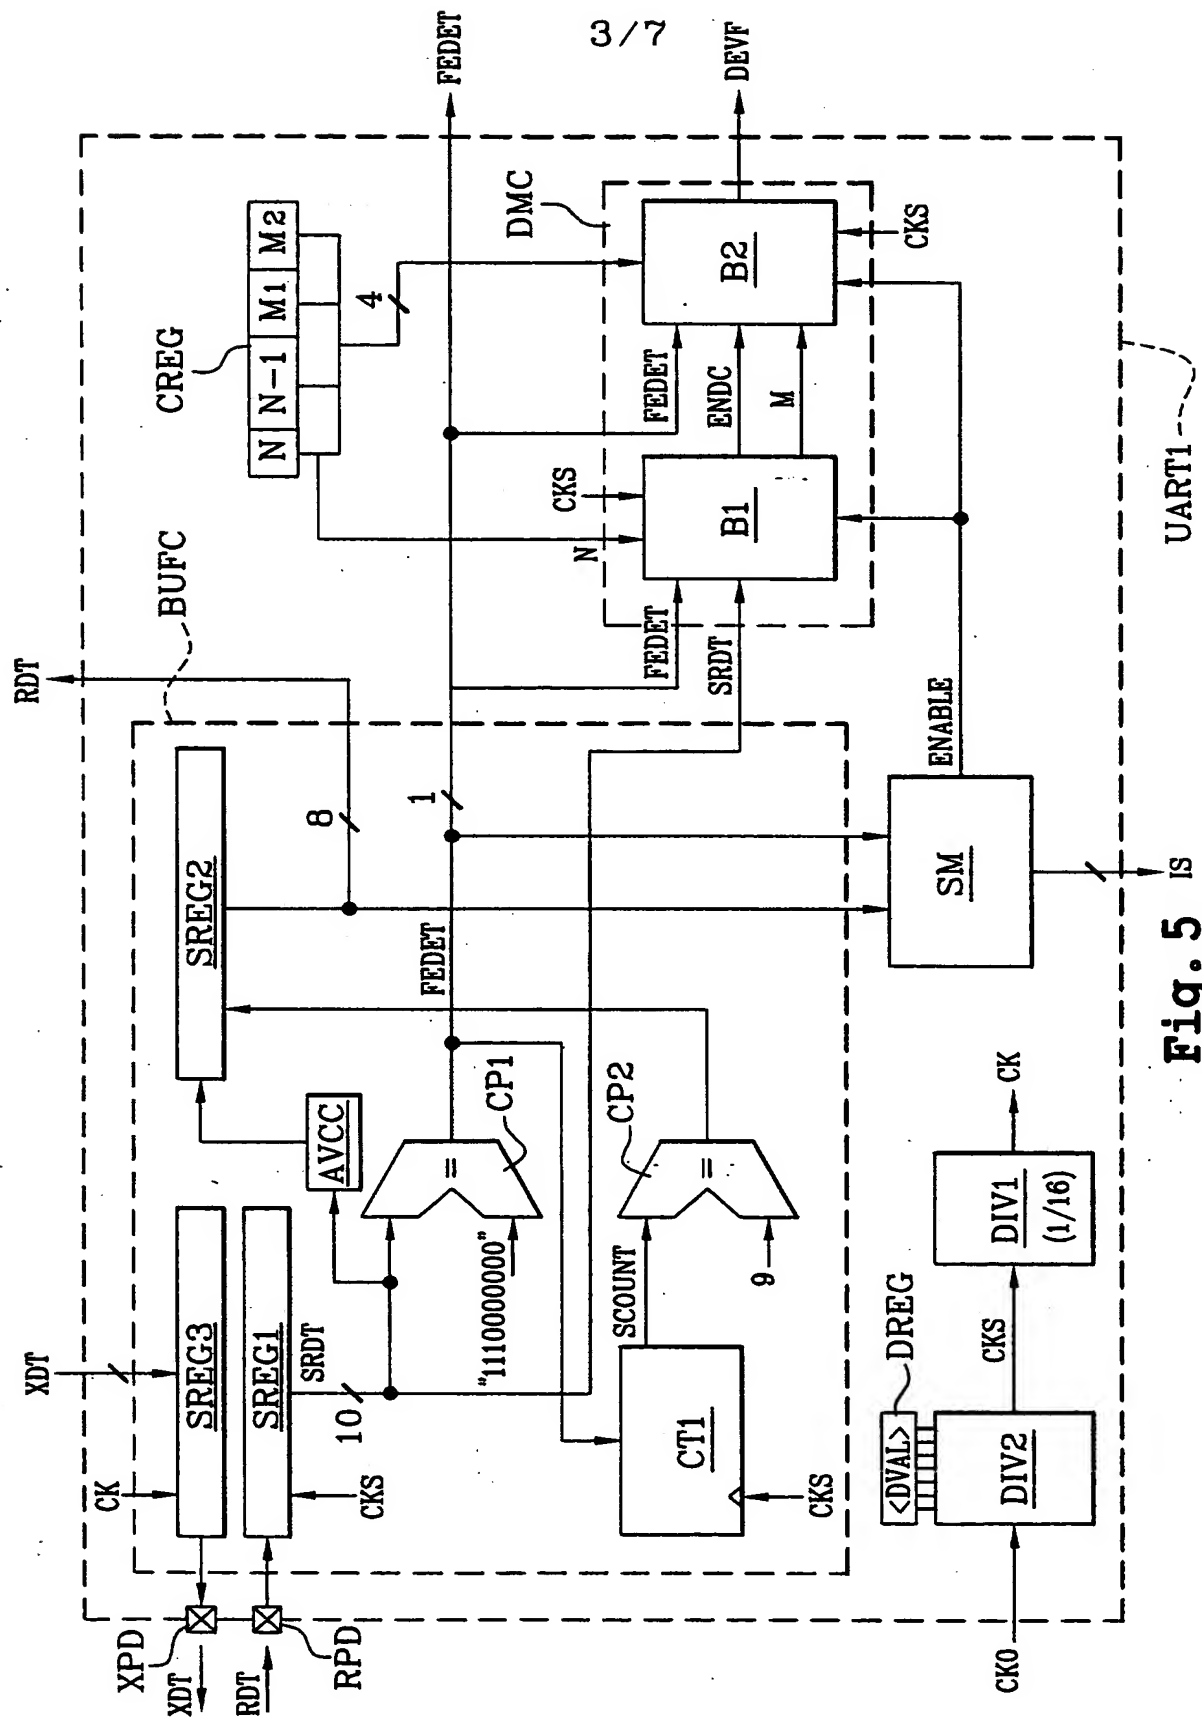 3/7
XDT
RDT
CK
XPD
XDT
RDT
RPD
SREG3
SREG1
CKS
SRDT
10
AVCC
SREG2
8
BUFC
CREG
N
N-1
M1
M2
4
FEDET
FEDET
1
=
CP1
"1110000000"
SCOUNT
CP2
=
9
CT1
CKS
FEDET
SRDT
N
CKS
B1
FEDET
ENDC
M
DMC
B2
CKS
DEVF
ENABLE
SM
IS
DREG
<DVAL>
DIV2
CK0
CKS
DIV1
(1/16)
CK
UART1
Fig. 5